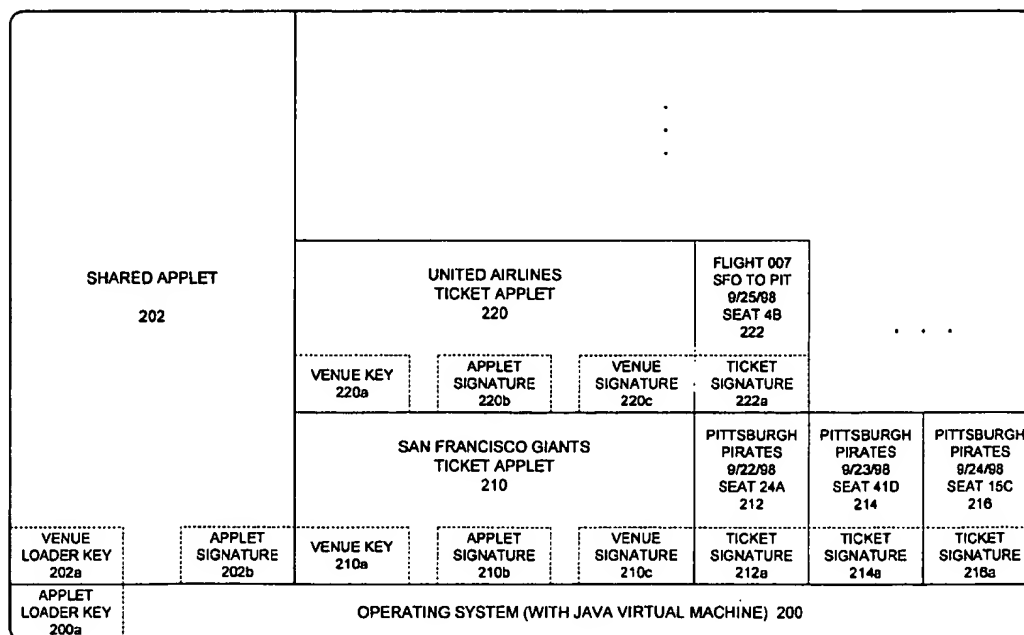 SHARED APPLET
202
UNITED AIRLINES
TICKET APPLET
220
FLIGHT 007
SFO TO PIT
9/25/98
SEAT 4B
222
VENUE KEY
220a
APPLET
SIGNATURE
220b
VENUE
SIGNATURE
220c
TICKET
SIGNATURE
222a
SAN FRANCISCO GIANTS
TICKET APPLET
210
PITTSBURGH
PIRATES
9/22/98
SEAT 24A
212
PITTSBURGH
PIRATES
9/23/98
SEAT 41D
214
PITTSBURGH
PIRATES
9/24/98
SEAT 15C
216
VENUE
LOADER KEY
202a
APPLET
SIGNATURE
202b
VENUE KEY
210a
APPLET
SIGNATURE
210b
VENUE
SIGNATURE
210c
TICKET
SIGNATURE
212a
TICKET
SIGNATURE
214a
TICKET
SIGNATURE
216a
APPLET
LOADER KEY
200a
OPERATING SYSTEM (WITH JAVA VIRTUAL MACHINE) 200